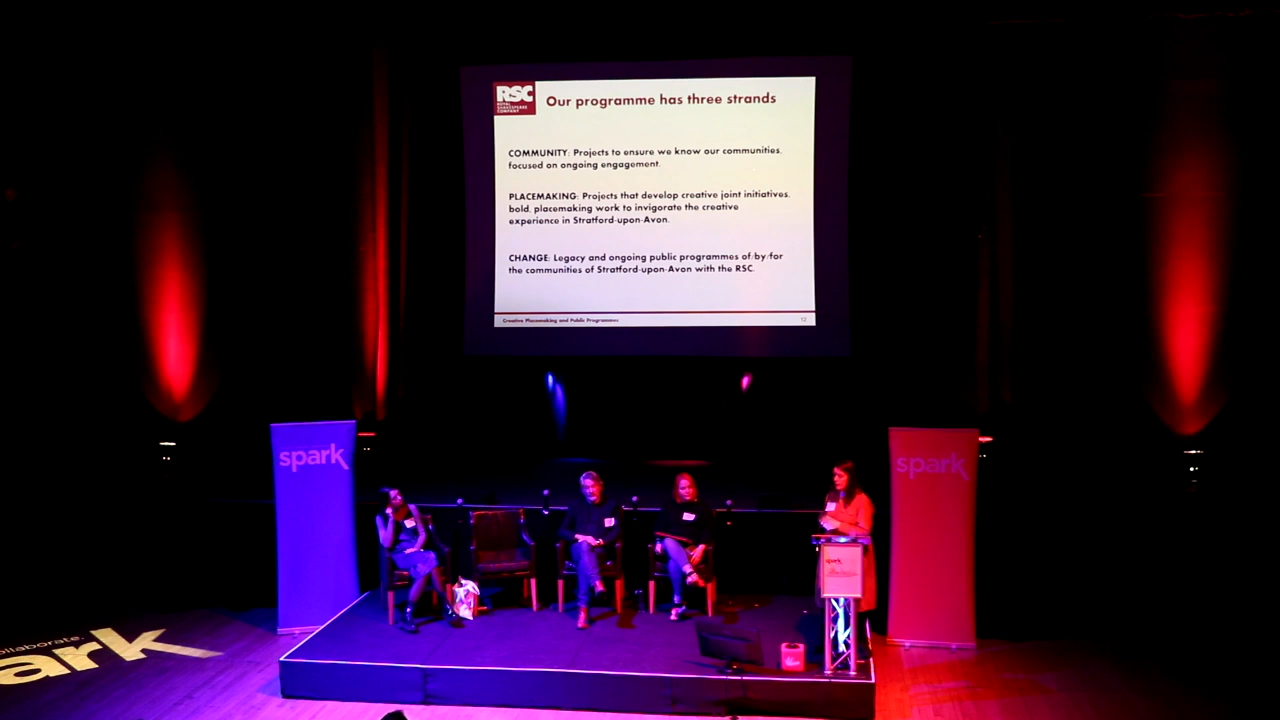 RSC
ROYAL
SHAKESPEARE
COMPANY
Our programme has three strands
COMMUNITY: Projects to ensure we know our communities,
focused on ongoing engagement.
PLACEMAKING: Projects that develop creative joint initiatives,
bold, placemaking work to invigorate the creative
experience in Stratford-upon-Avon.
CHANGE: Legacy and ongoing public programmes of/by/for
the communities of Stratford-upon-Avon with the RSC.
Creative Placemaking and Public Programmes
12
spark
spark
spark
ollaborate.
ark